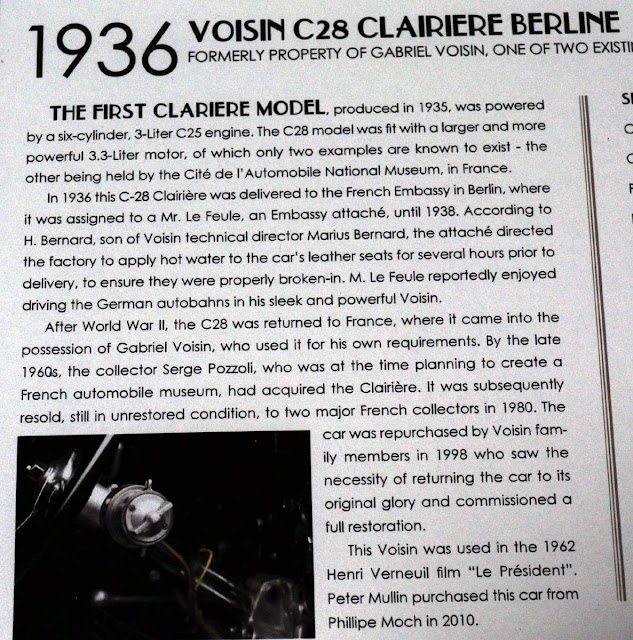 1936
VOISIN C28 CLAIRIERE BERLINE
FORMERLY PROPERTY OF GABRIEL VOISIN, ONE OF TWO
THE FIRST CLARIERE MODEL, produced in 1935, was powered
by a six-cylinder, 3-Liter C25 engine. The C28 model was fit with a larger and more
powerful 3.3-Liter motor, of which only two examples are known to exist - the
other being held by the Cité de l'Automobile National Museum, in France.
In 1936 this C-28 Clairière was delivered to the French Embassy in Berlin, where
it was assigned to a Mr. Le Feule, an Embassy attaché, until 1938. According to
H. Bernard, son of Voisin technical director Marius Bernard, the attaché directed
the factory to apply hot water to the car's leather seats for several hours prior to
delivery, to ensure they were properly broken-in. M. Le Feule reportedly enjoyed
driving the German autobahns in his sleek and powerful Voisin.
After World War II, the C28 was returned to France, where it came into the
possession of Gabriel Voisin, who used it for his own requirements. By the late
1960s, the collector Serge Pozzoli, who was at the time planning to create a
French automobile museum, had acquired the Clairière. It was subsequently
resold, still in unrestored condition, to two major French collectors in 1980. The
car was repurchased by Voisin fam-
ily members in 1998 who saw the
necessity of returning the car to its
original glory and commissioned a
full restoration.
This Voisin was used in the 1962
Henri Verneuil film "Le Président".
Peter Mullin purchased this car from
Phillipe Moch in 2010.